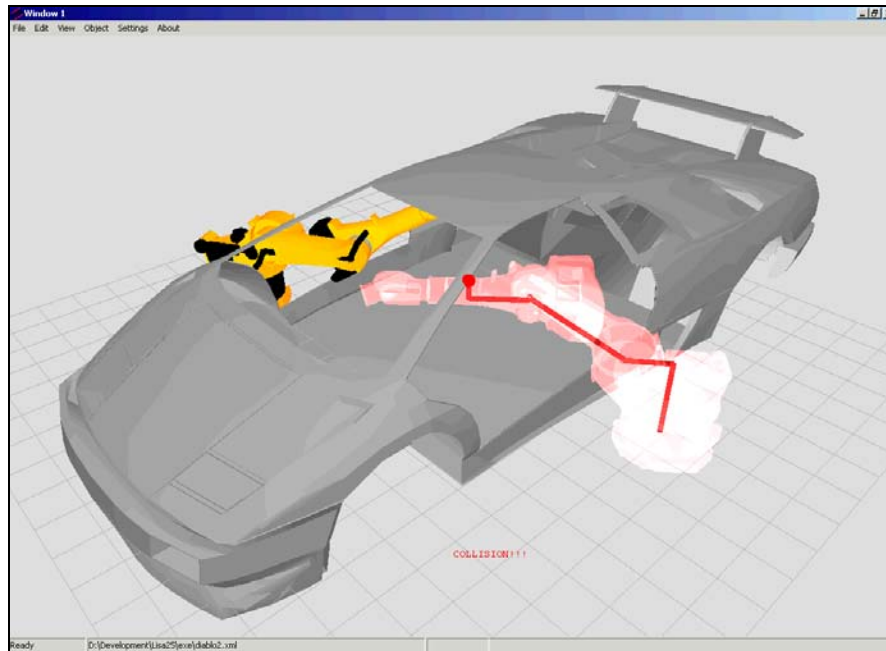 Window 1
File Edit View Object Settings About
COLLISION!!!
Ready D:\Development\Lisa25\exe\diablo2.xml